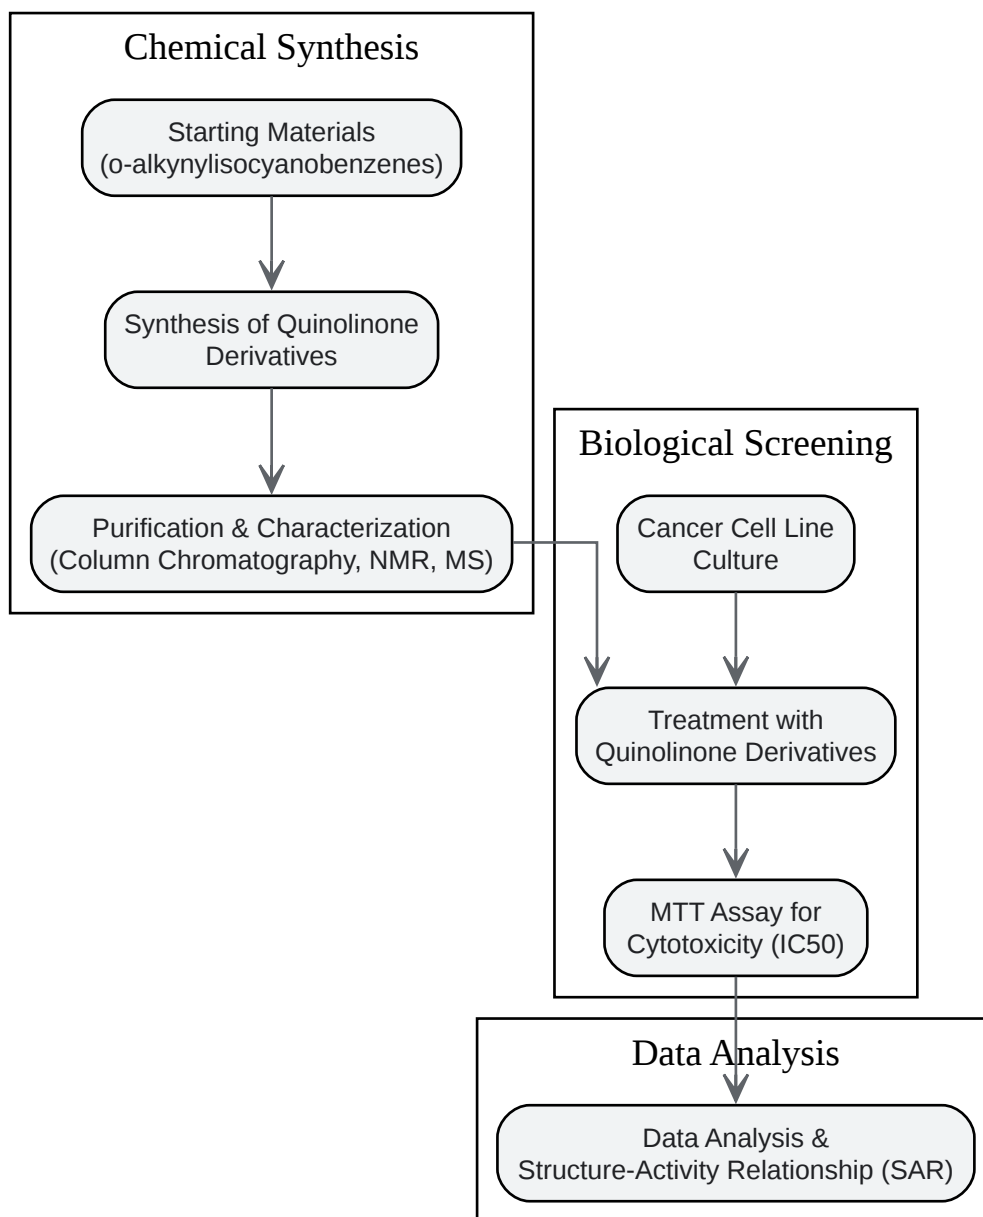 Chemical Synthesis
Starting Materials
(o-alkynylisocyanobenzenes)
Synthesis of Quinolinone
Derivatives
Purification & Characterization
(Column Chromatography, NMR, MS)
Biological Screening
Cancer Cell Line
Culture
Treatment with
Quinolinone Derivatives
MTT Assay for
Cytotoxicity (IC50)
Data Analysis
Data Analysis &
Structure-Activity Relationship (SAR)